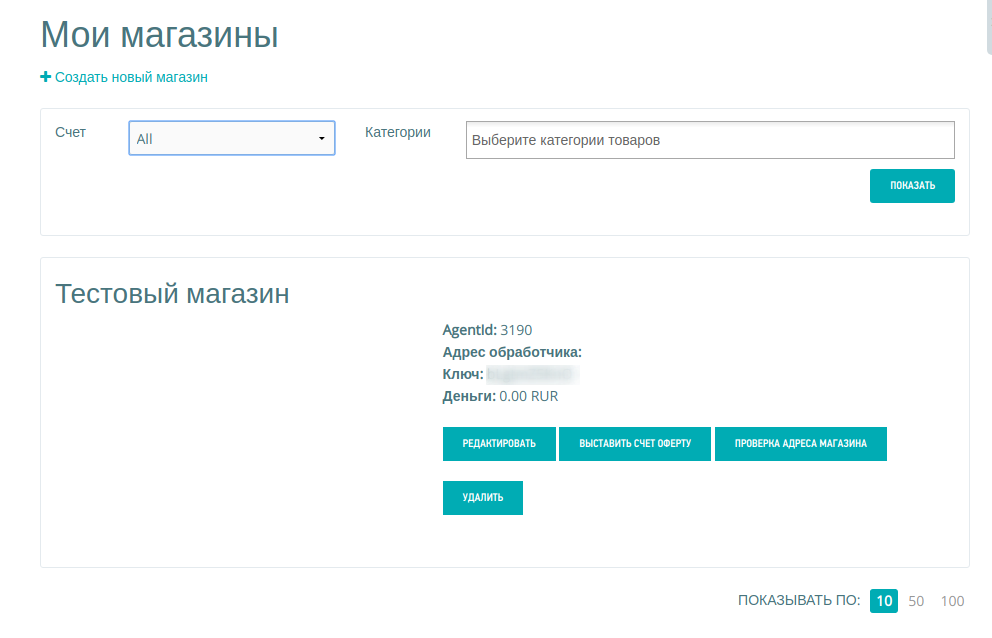 Мои магазины
Создать новый магазин
Счет All Категории Выберите категории товаров
ПОКАЗАТЬ
Тестовый магазин
AgentId: 3190
Адрес обработчика:
Ключ:
Деньги: 0.00 RUR
РЕДАКТИРОВАТЬ ВЫСТАВИТЬ СЧЕТ ОФЕРТУ ПРОВЕРКА АДРЕСА МАГАЗИНА
УДАЛИТЬ
ПОКАЗЫВАТЬ ПО: 10 50 100